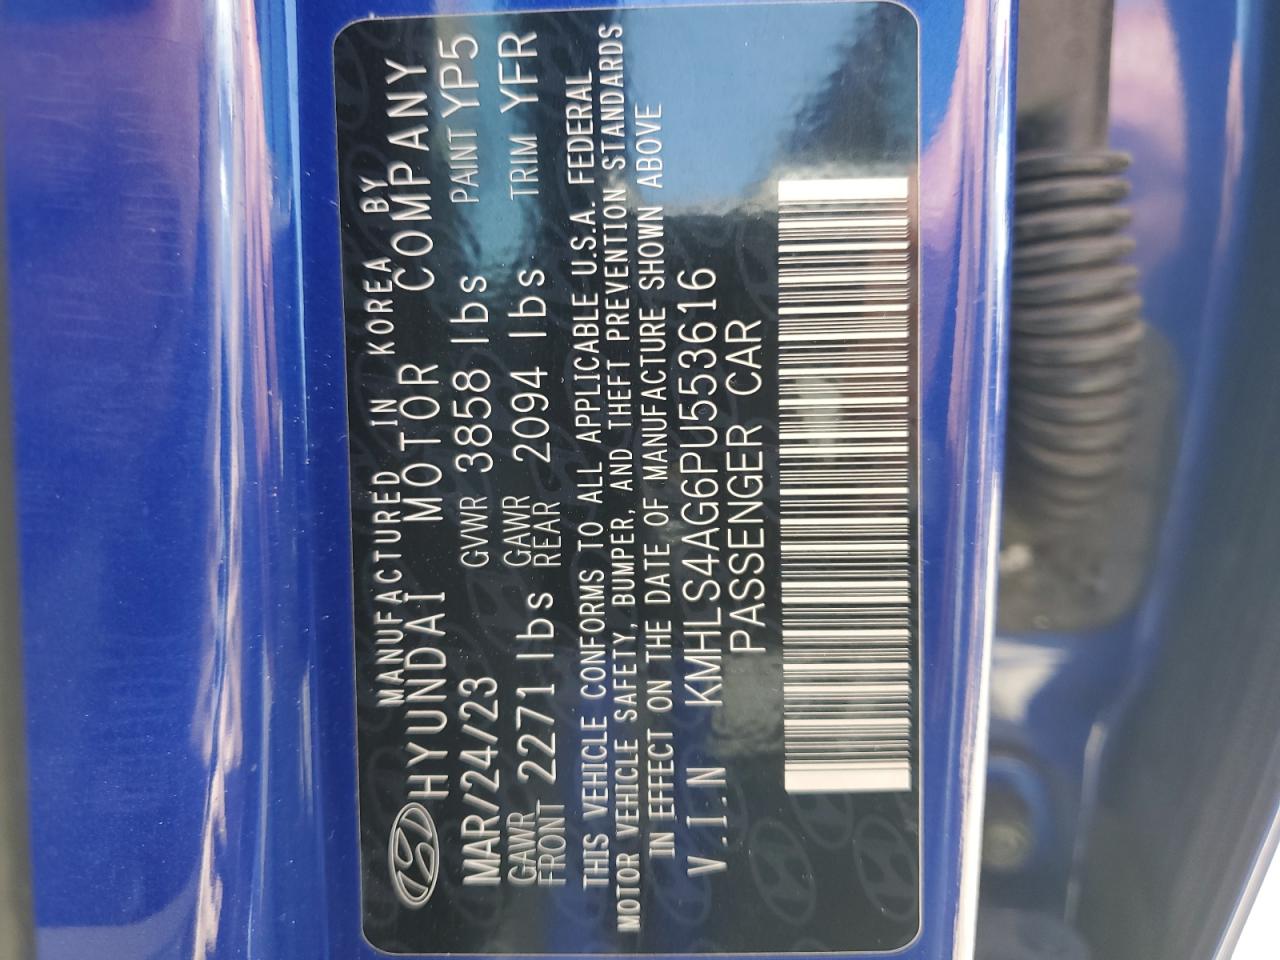 MANUFACTURED IN KOREA BY
HYUNDAI MOTOR COMPANY
MAR/24/23 GVWR 3858 lbs PAINT YP5
GAWR FRONT 2271 lbs GAWR REAR 2094 lbs TRIM YFR
THIS VEHICLE CONFORMS TO ALL APPLICABLE U.S.A. FEDERAL
MOTOR VEHICLE SAFETY, BUMPER, AND THEFT PREVENTION STANDARDS
IN EFFECT ON THE DATE OF MANUFACTURE SHOWN ABOVE
V.I.N KMHLS4AG6PU553616
PASSENGER CAR